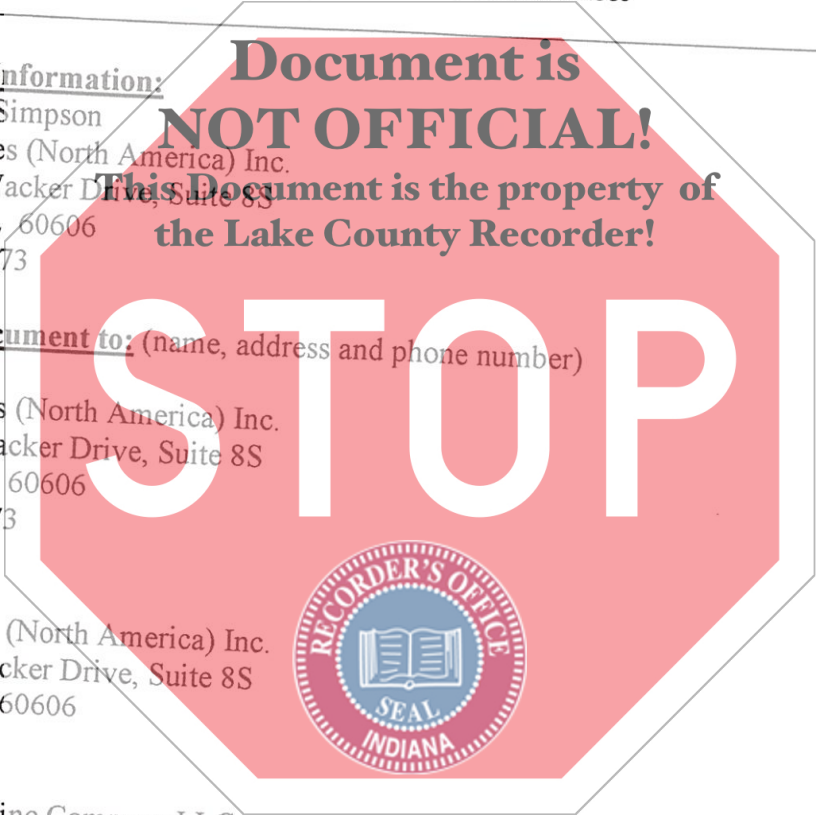 Document is
NOT OFFICIAL!
This Document is the property of
the Lake County Recorder!
nformation:
Simpson
es (North America) Inc.
acker Drive, Suite 8S
60606
73
STOP
cument to: (name, address and phone number)
s (North America) Inc.
acker Drive, Suite 8S
60606
73
RECORDER'S OFFICE
SEAL
INDIANA
(North America) Inc.
cker Drive, Suite 8S
60606